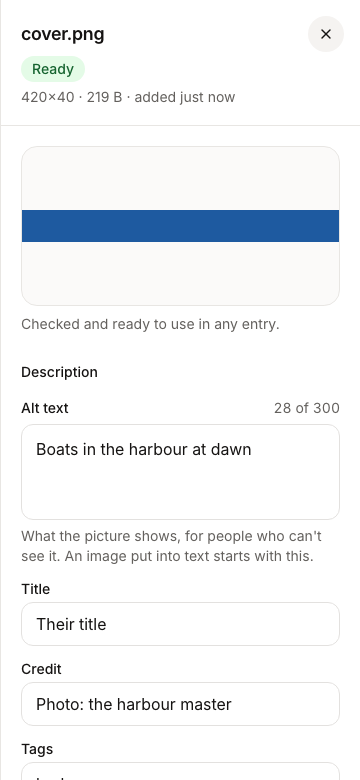 cover.png
Ready
420×40 · 219 B · added just now
Checked and ready to use in any entry.
Description
Alt text 28 of 300
Boats in the harbour at dawn
What the picture shows, for people who can't
see it. An image put into text starts with this.
Title
Their title
Credit
Photo: the harbour master
Tags